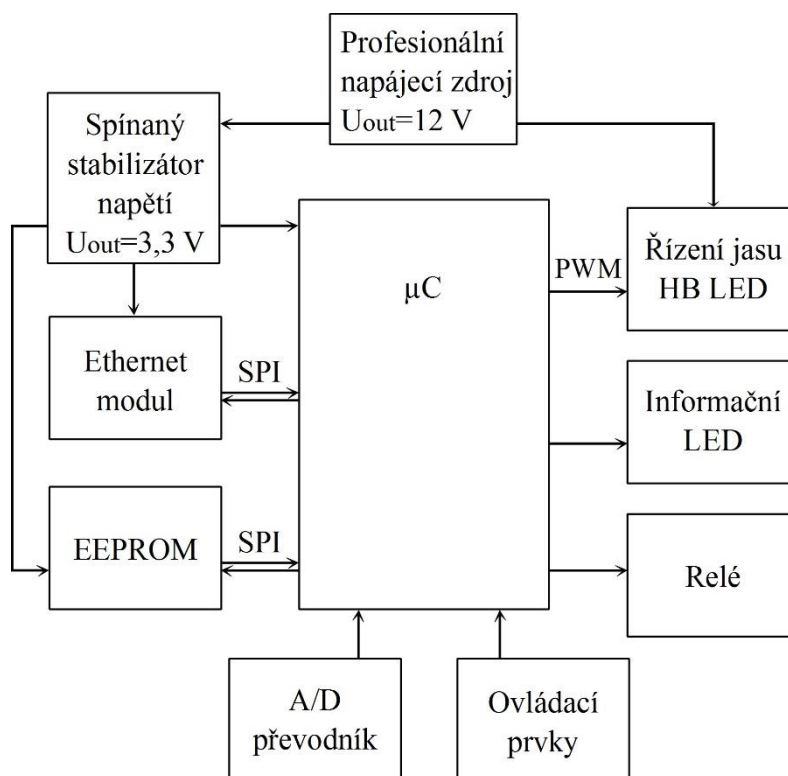 Profesionální
napájecí zdroj
Uout=12 V
Spínaný
stabilizátor
napětí
Uout=3,3 V
µC
PWM
Řízení jasu
HB LED
Ethernet
modul
SPI
Informační
LED
EEPROM
SPI
Relé
A/D
převodník
Ovládací
prvky